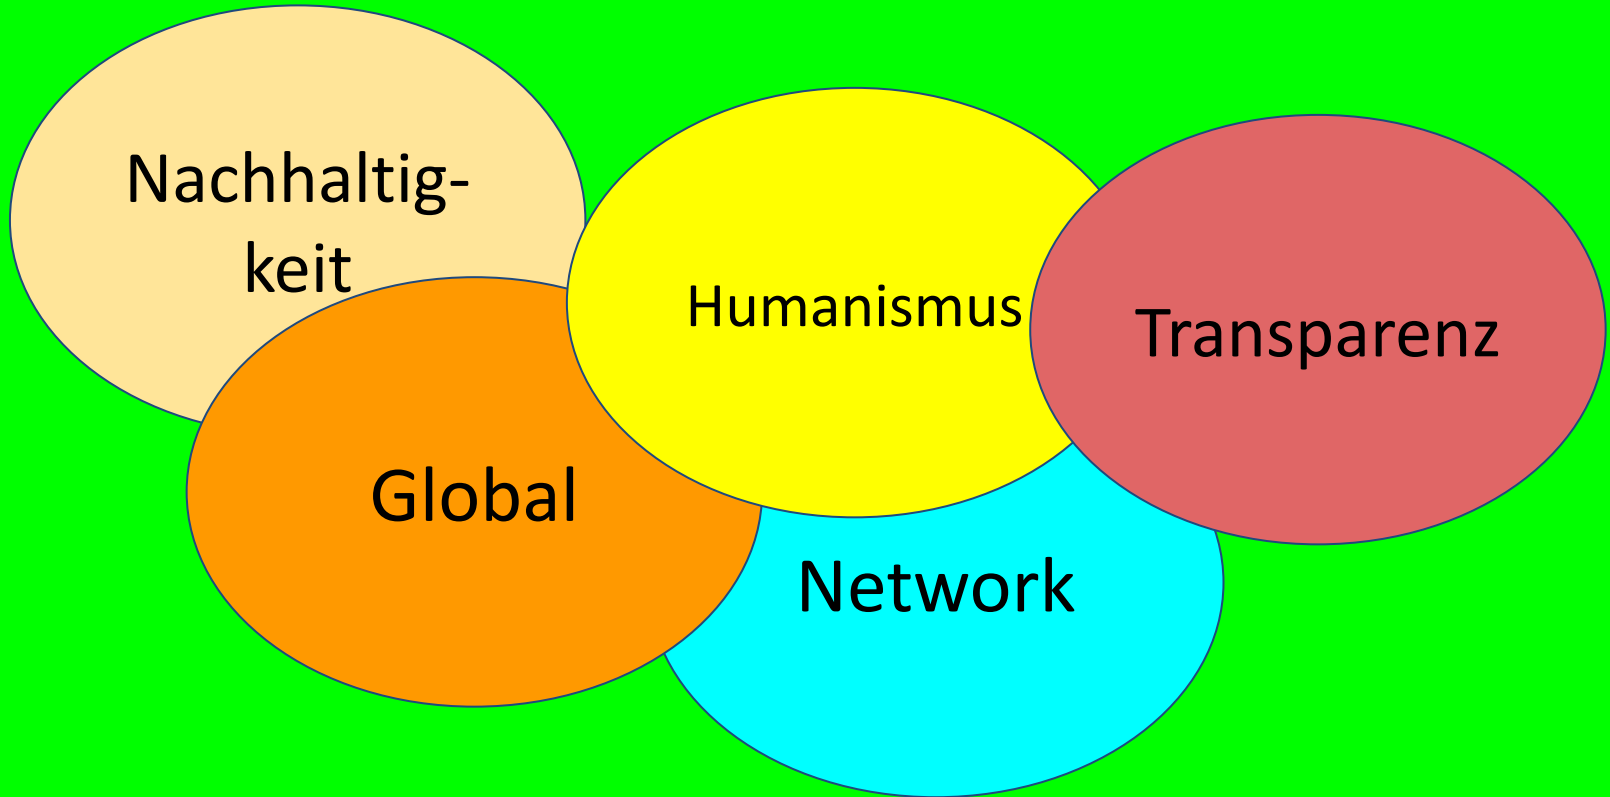 Nachhaltig-
keit
Humanismus
Transparenz
Global
Network